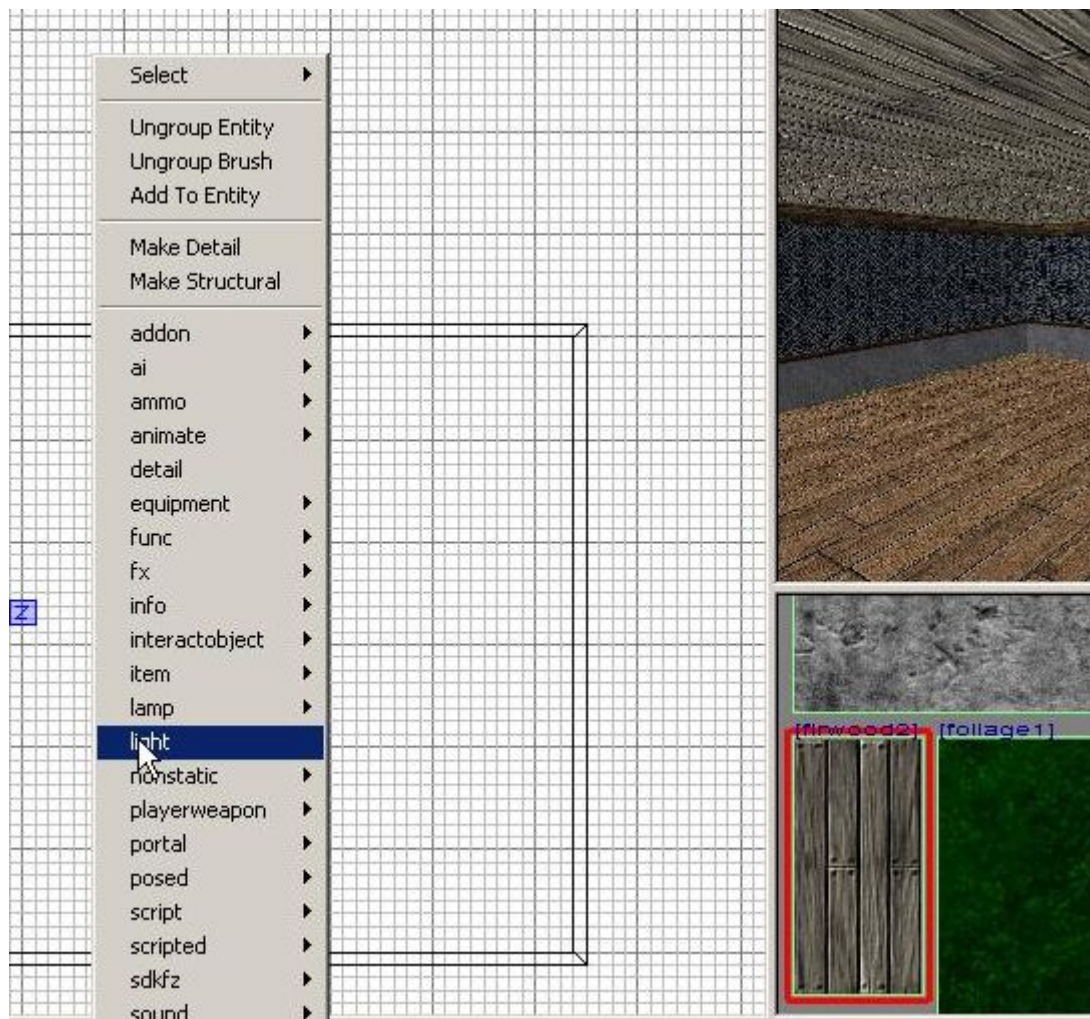 Select
Ungroup Entity
Ungroup Brush
Add To Entity
Make Detail
Make Structural
addon
ai
ammo
animate
detail
equipment
func
fx
info
interactobject
item
lamp
light
nonstatic
playerweapon
portal
posed
script
scripted
sdkfz
sound
Z
[firwood2] [foliage1]